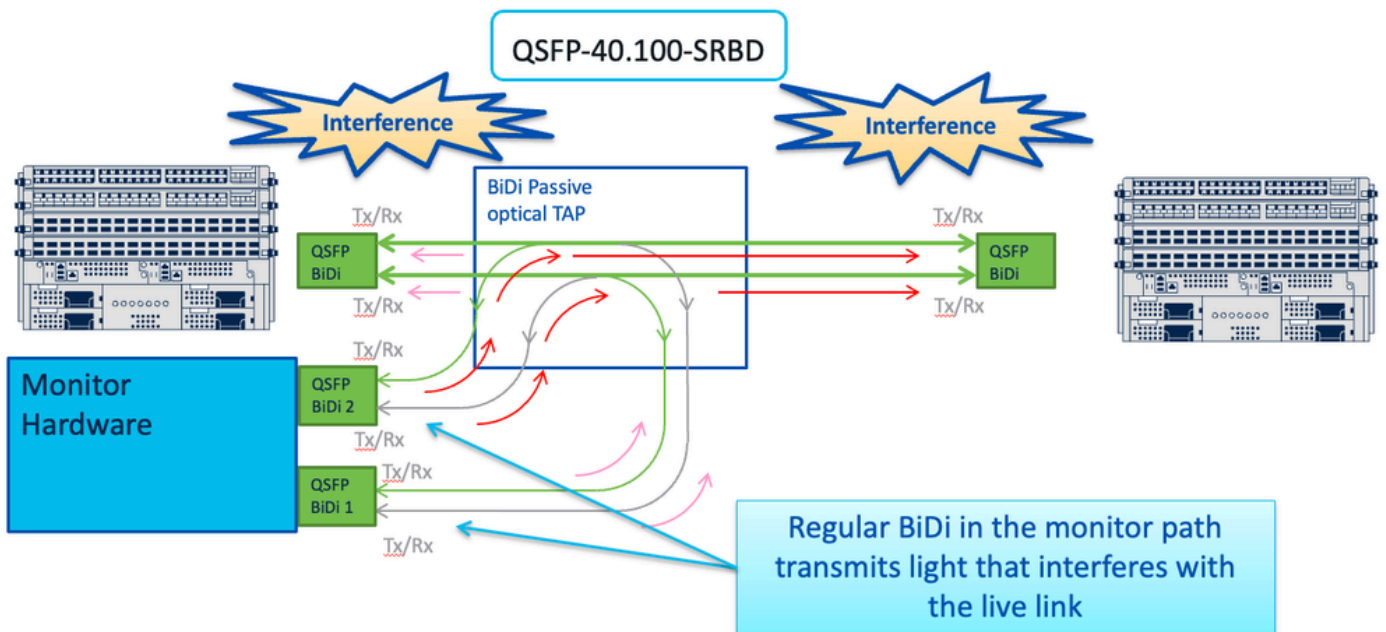 QSFP-40.100-SRBD
Interference
Interference
BiDi Passive
optical TAP
Tx/Rx
Tx/Rx
QSFP
BiDi
QSFP
BiDi
Tx/Rx
Tx/Rx
Tx/Rx
Monitor
Hardware
QSFP
BiDi 2
Tx/Rx
Tx/Rx
QSFP
BiDi 1
Tx/Rx
Regular BiDi in the monitor path
transmits light that interferes with
the live link